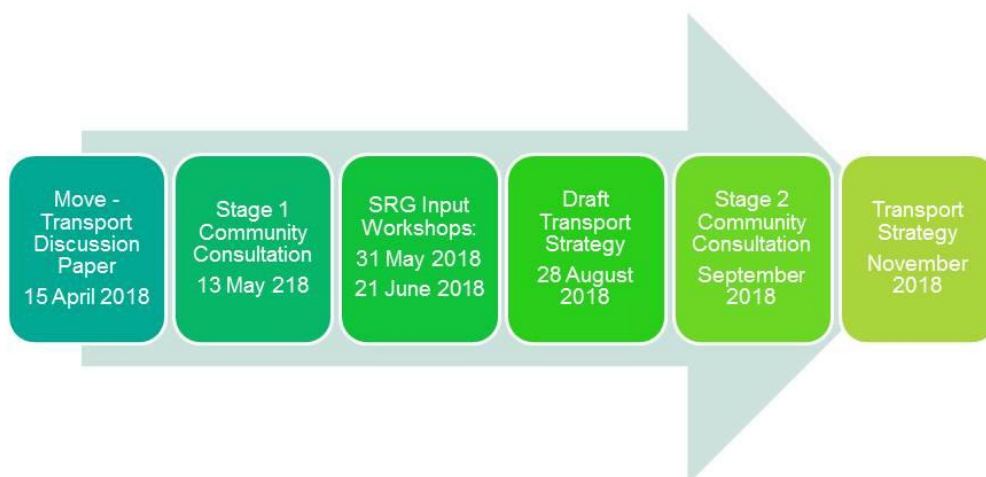 Move -
Transport
Discussion
Paper
15 April 2018
Stage 1
Community
Consultation
13 May 218
SRG Input
Workshops:
31 May 2018
21 June 2018
Draft
Transport
Strategy
28 August
2018
Stage 2
Community
Consultation
September
2018
Transport
Strategy
November
2018